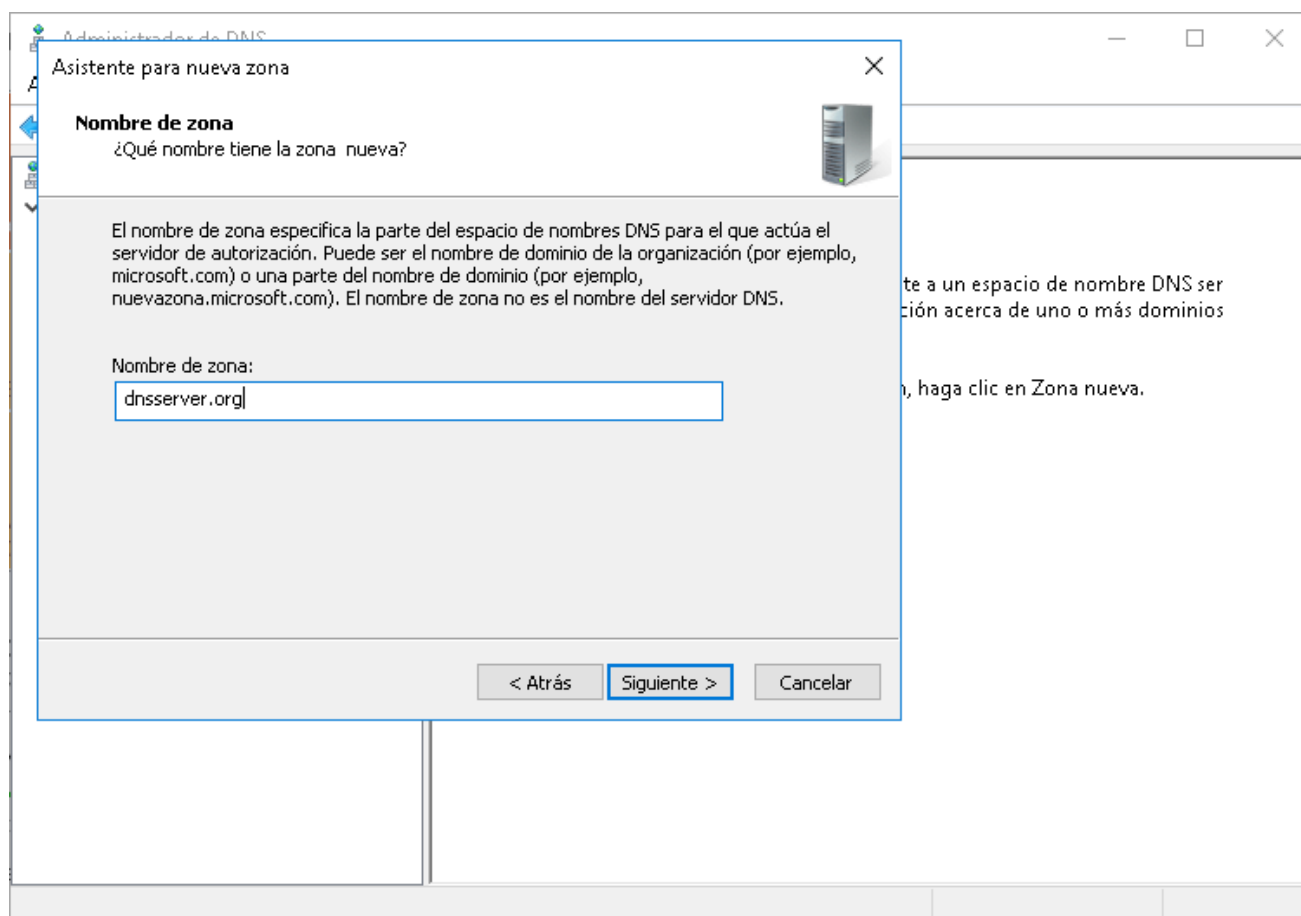 Administrador de DNS
Asistente para nueva zona
Nombre de zona
¿Qué nombre tiene la zona nueva?
El nombre de zona especifica la parte del espacio de nombres DNS para el que actúa el
servidor de autorización. Puede ser el nombre de dominio de la organización (por ejemplo,
microsoft.com) o una parte del nombre de dominio (por ejemplo,
nuevazona.microsoft.com). El nombre de zona no es el nombre del servidor DNS.
te a un espacio de nombre DNS ser
ción acerca de uno o más dominios
, haga clic en Zona nueva.
Nombre de zona:
dnsserver.org
< Atrás
Siguiente >
Cancelar